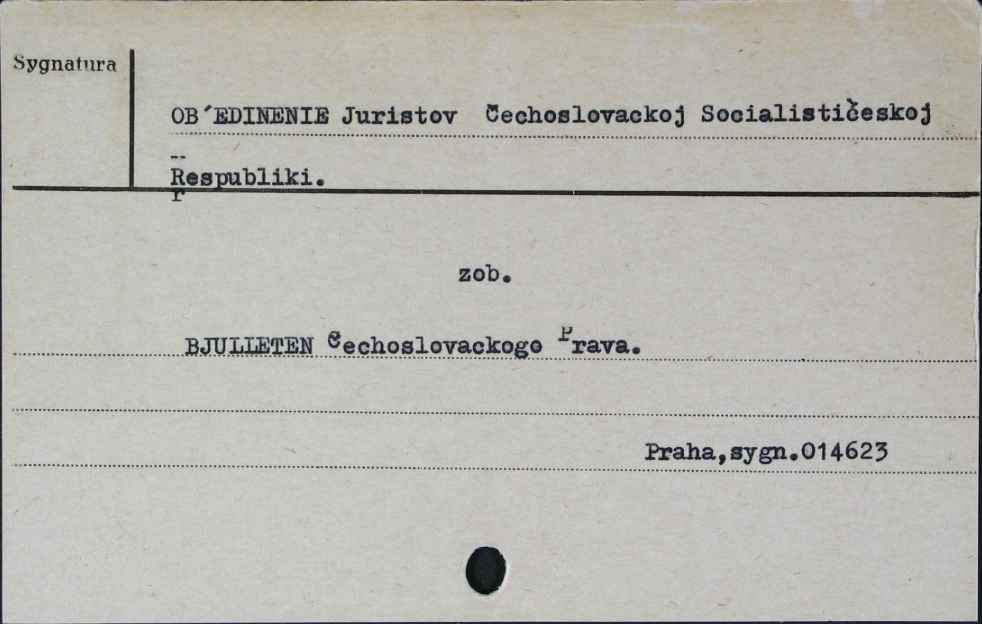 Sygnatura
OB´EDINENIE Juristov Čechoslovackoj Socialističeskoj
Respubliki.
r
zob.
BJULLETEN Čechoslovackogo Prava.
Praha,sygn.014623